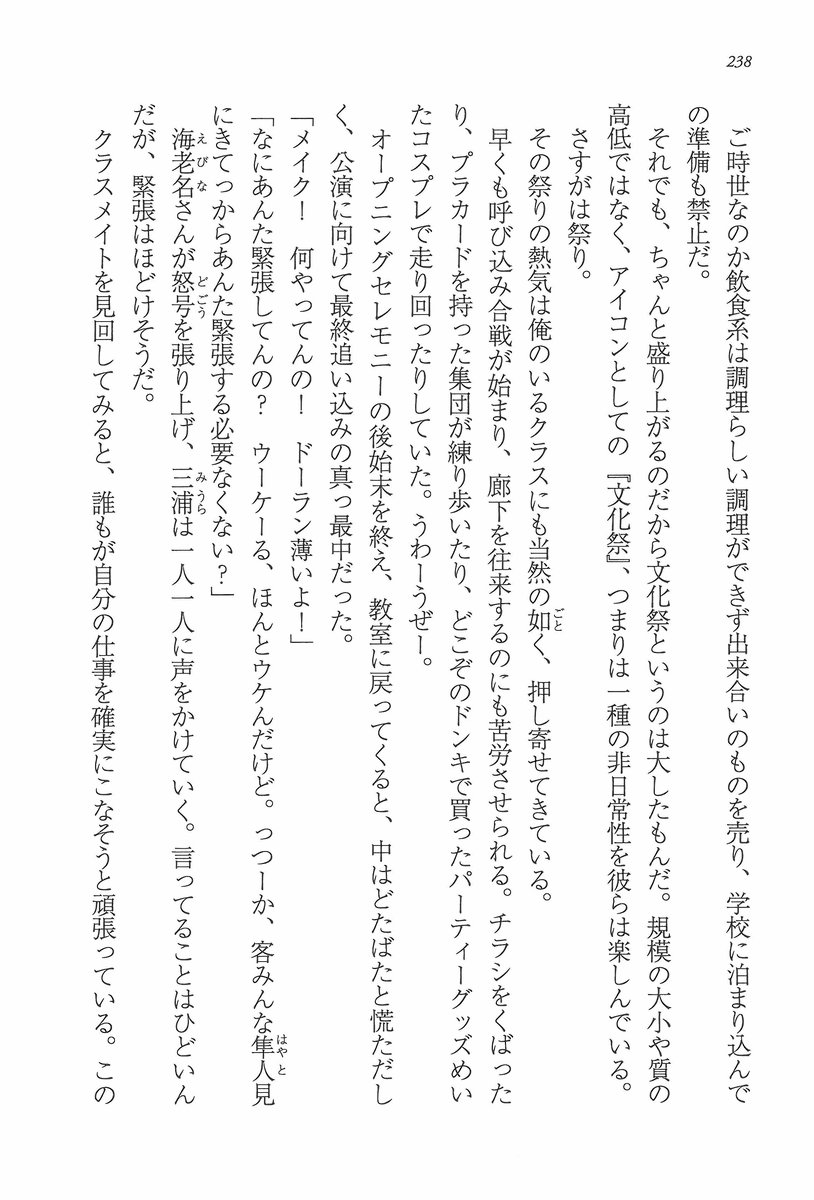 238
ご時世なのか飲食系は調理らしい調理ができず出来合いのものを売り、学校に泊まり込んで
の準備も禁止だ。
それでも、ちゃんと盛り上がるのだから文化祭というのは大したもんだ。規模の大小や質の
高低ではなく、アイコンとしての『文化祭』、つまりは一種の非日常性を彼らは楽しんでいる。
さすがは祭り。
その祭りの熱気は俺のいるクラスにも当然の如く、押し寄せてきている。
早くも呼び込み合戦が始まり、廊下を往来するのにも苦労させられる。チラシをくばった
り、プラカードを持った集団が練り歩いたり、どこぞのドンキで買ったパーティーグッズめい
たコスプレで走り回ったりしていた。うわーうぜー。
オープニングセレモニーの後始末を終え、教室に戻ってくると、中はどたばたと慌ただし
く、公演に向けて最終追い込みの真っ最中だった。
「メイク！　何やってんの！　ドーラン薄いよ！」
「なにあんた緊張してんの？　ウーケーる、ほんとウケんだけど。っつーか、客みんな隼人見
にきてっからあんた緊張する必要なくない？」
海老名さんが怒号を張り上げ、三浦は一人一人に声をかけていく。言ってることはひどいん
だが、緊張はほどけそうだ。
クラスメイトを見回してみると、誰もが自分の仕事を確実にこなそうと頑張っている。この